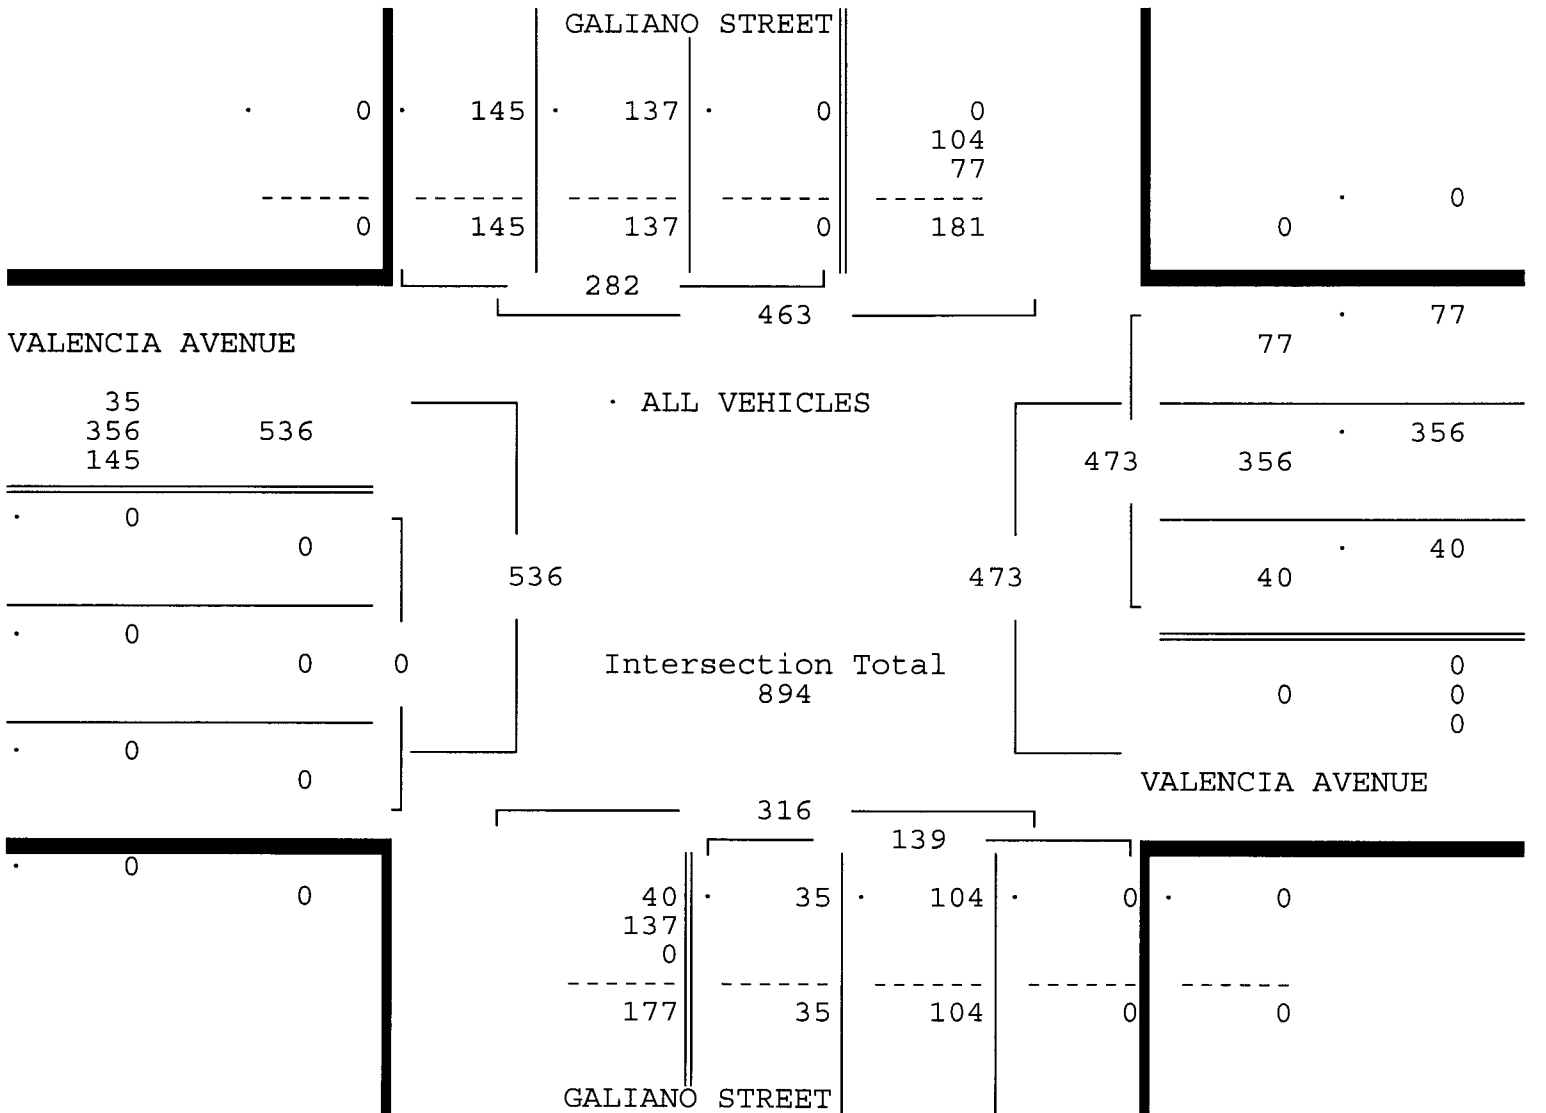 GALIANO STREET
· 0 · 145 · 137 · 0 0
104
77
------ ------ ------ ------ ------ · 0
0 145 137 0 181 0
282
463 · 77
VALENCIA AVENUE 77
35 · ALL VEHICLES
356 536 · 356
145 473 356
· 0
0 · 40
536 473 40
· 0
0 0 Intersection Total 0
894 0 0
0
· 0
0 VALENCIA AVENUE
316
139
· 0
0 40 · 35 · 104 · 0 · 0
137
0
------ ------ ------ ------ ------
177 35 104 0 0
GALIANO STREET